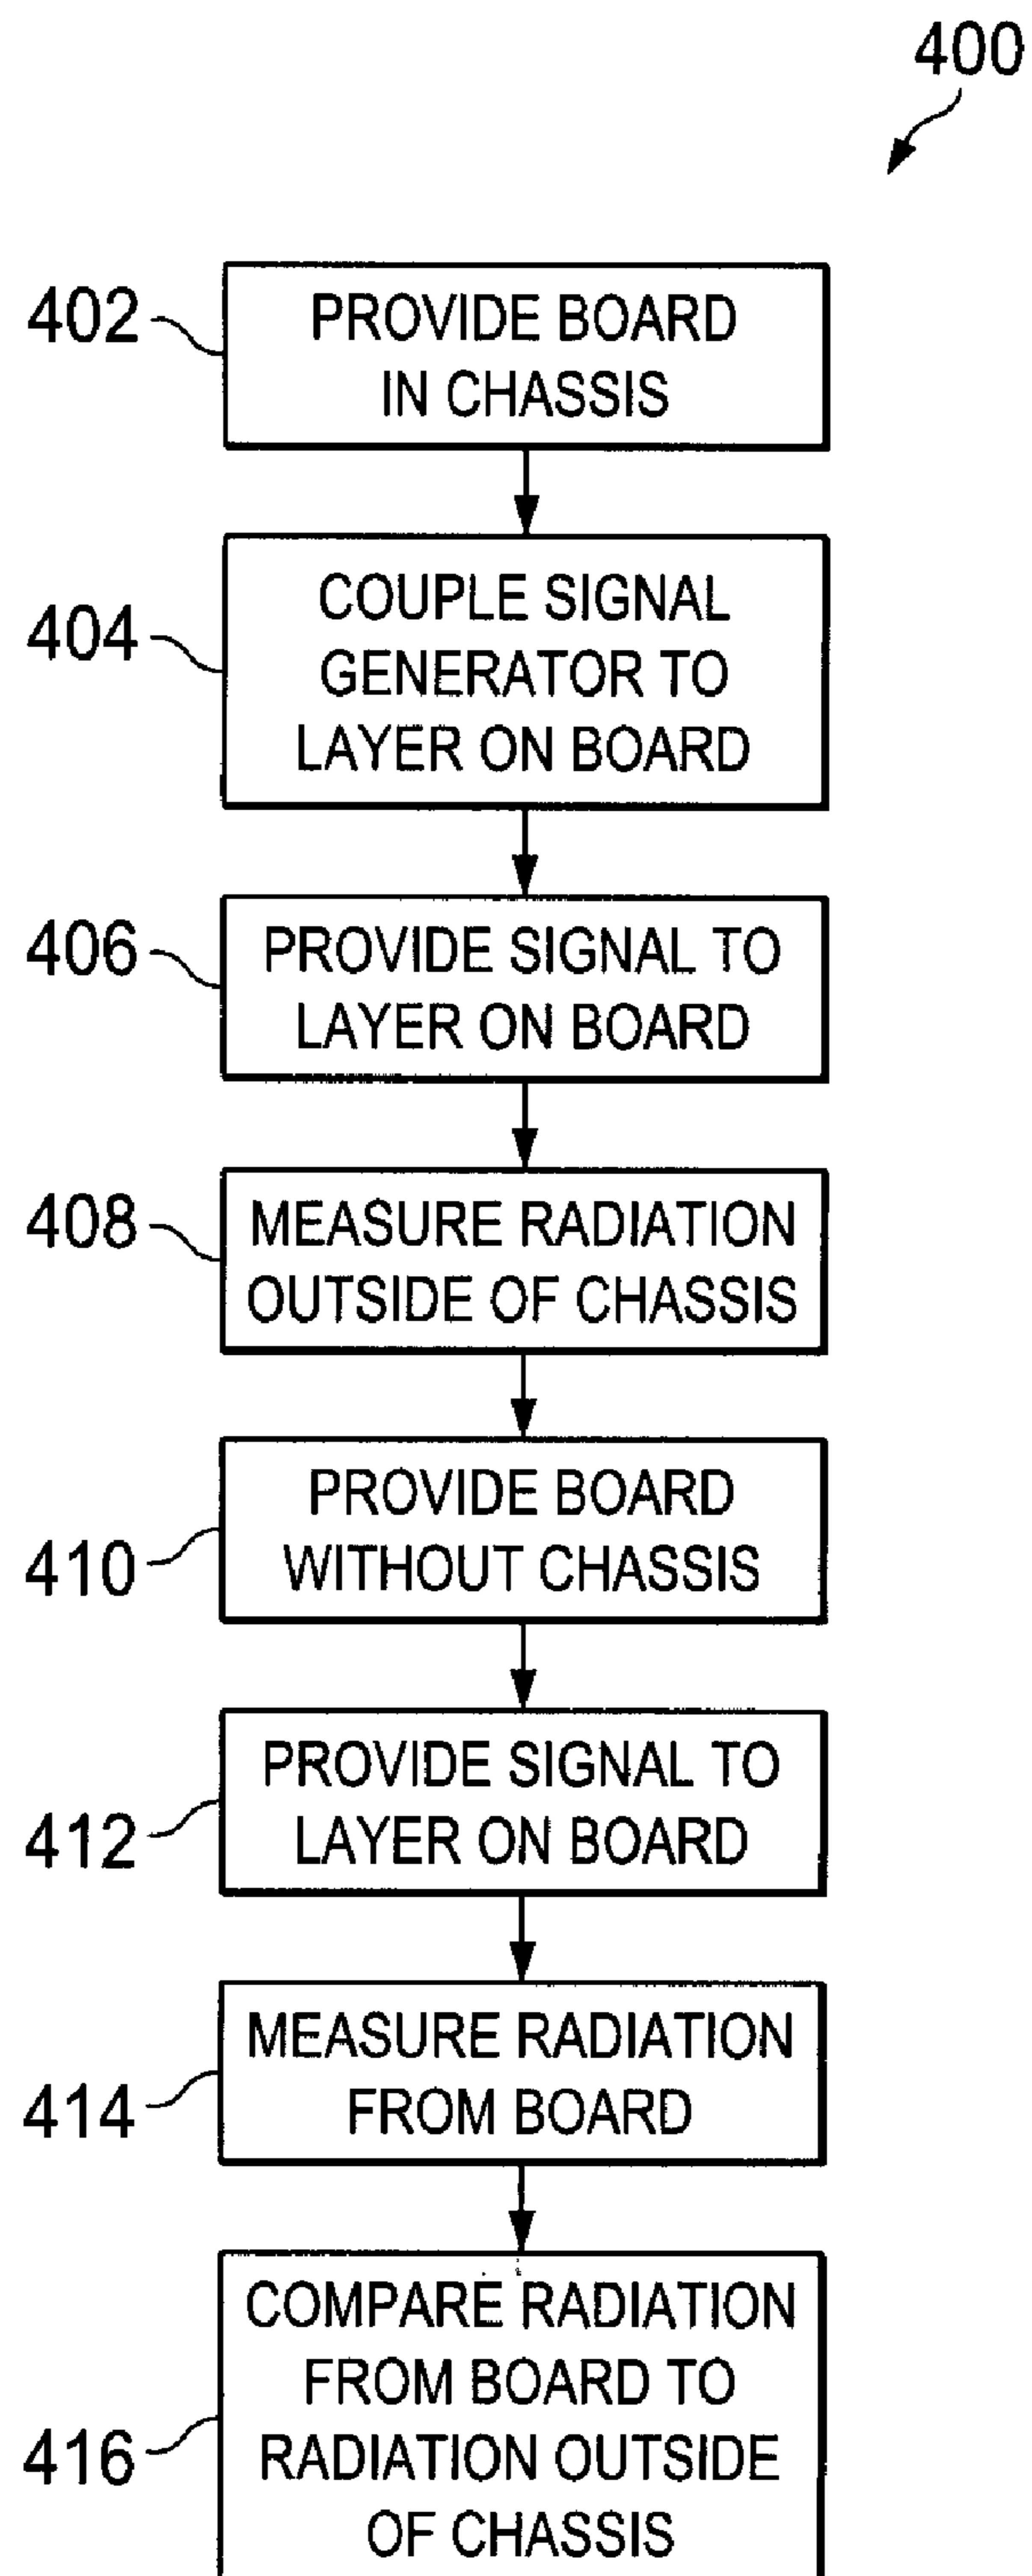 400
402
PROVIDE BOARD
IN CHASSIS
404
COUPLE SIGNAL
GENERATOR TO
LAYER ON BOARD
406
PROVIDE SIGNAL TO
LAYER ON BOARD
408
MEASURE RADIATION
OUTSIDE OF CHASSIS
410
PROVIDE BOARD
WITHOUT CHASSIS
412
PROVIDE SIGNAL TO
LAYER ON BOARD
414
MEASURE RADIATION
FROM BOARD
416
COMPARE RADIATION
FROM BOARD TO
RADIATION OUTSIDE
OF CHASSIS